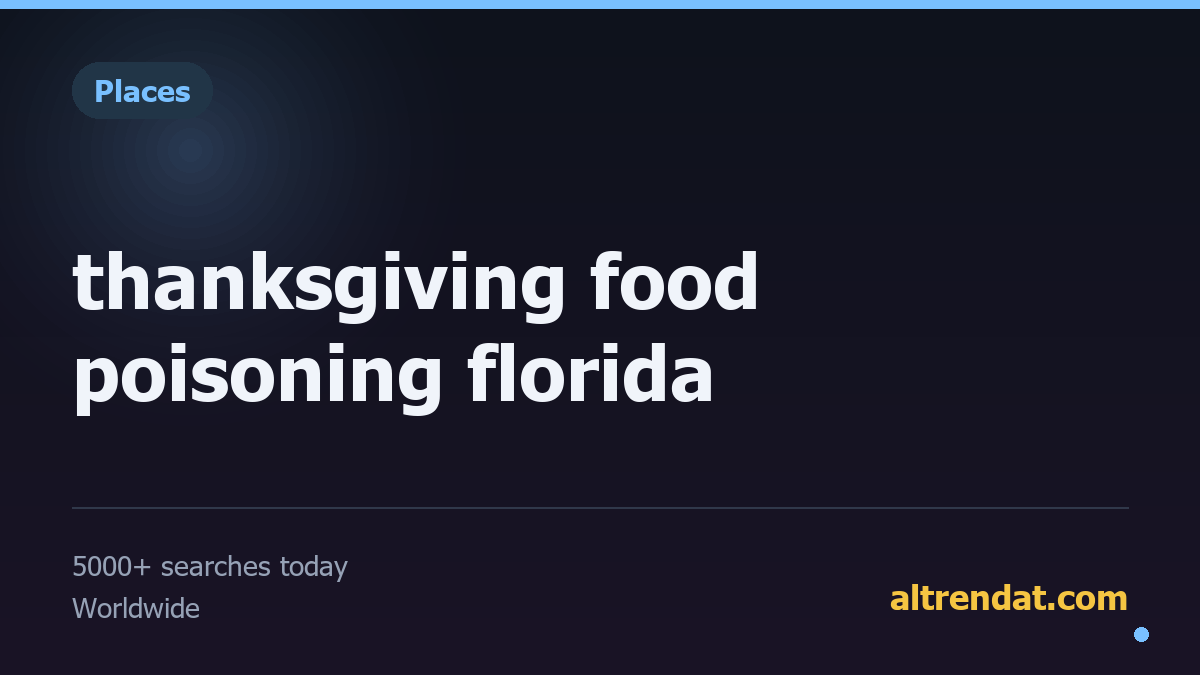 Places
thanksgiving food
poisoning florida
5000+ searches today
Worldwide
altrendat.com